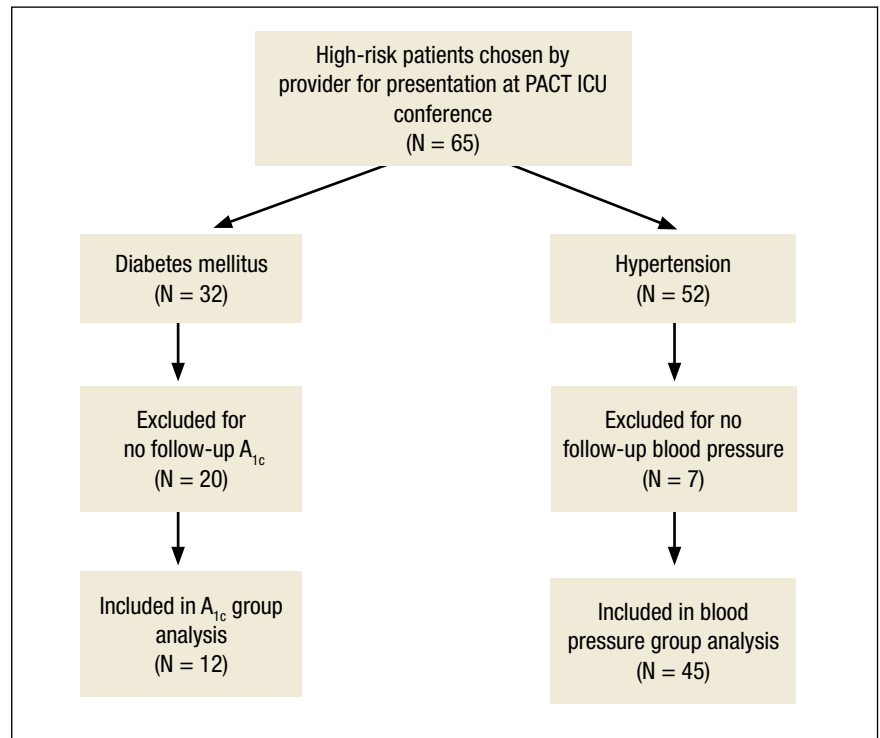 High-risk patients chosen by
provider for presentation at PACT ICU
conference
(N = 65)
Diabetes mellitus
(N = 32)
Hypertension
(N = 52)
Excluded for
no follow-up A1c
(N = 20)
Excluded for no
follow-up blood pressure
(N = 7)
Included in A1c group
analysis
(N = 12)
Included in blood
pressure group analysis
(N = 45)